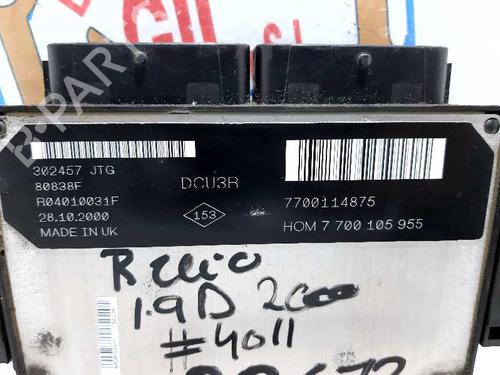 B-PARTS
302457 JTG
80838F
R04010031F
28.10.2000
MADE IN UK
DCU3R
153
7700114875
HOM 7 700 105 955
R Clio
1.9D 2000
#4011